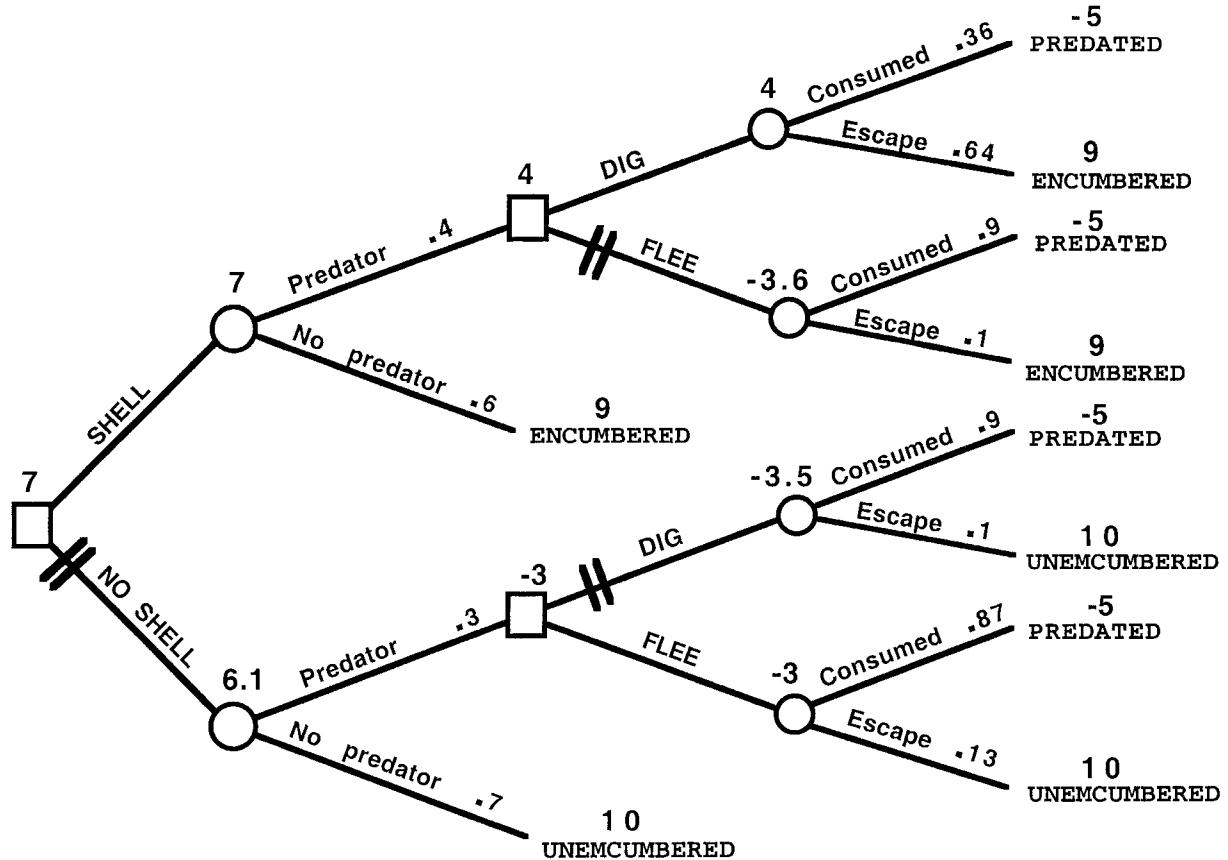 -5
Consumed .36
PREDATED
4
Escape .64
9
ENCUMBERED
DIG
4
Predator .4
FLEE
-5
Consumed .9
PREDATED
-3.6
Escape .1
9
ENCUMBERED
7
No predator .6
9
ENCUMBERED
SHELL
7
NO SHELL
-5
Consumed .9
PREDATED
-3.5
Escape .1
10
UNEMCUMBERED
DIG
-3
Predator .3
FLEE
-5
Consumed .87
PREDATED
-3
Escape .13
10
UNEMCUMBERED
6.1
No predator .7
10
UNEMCUMBERED